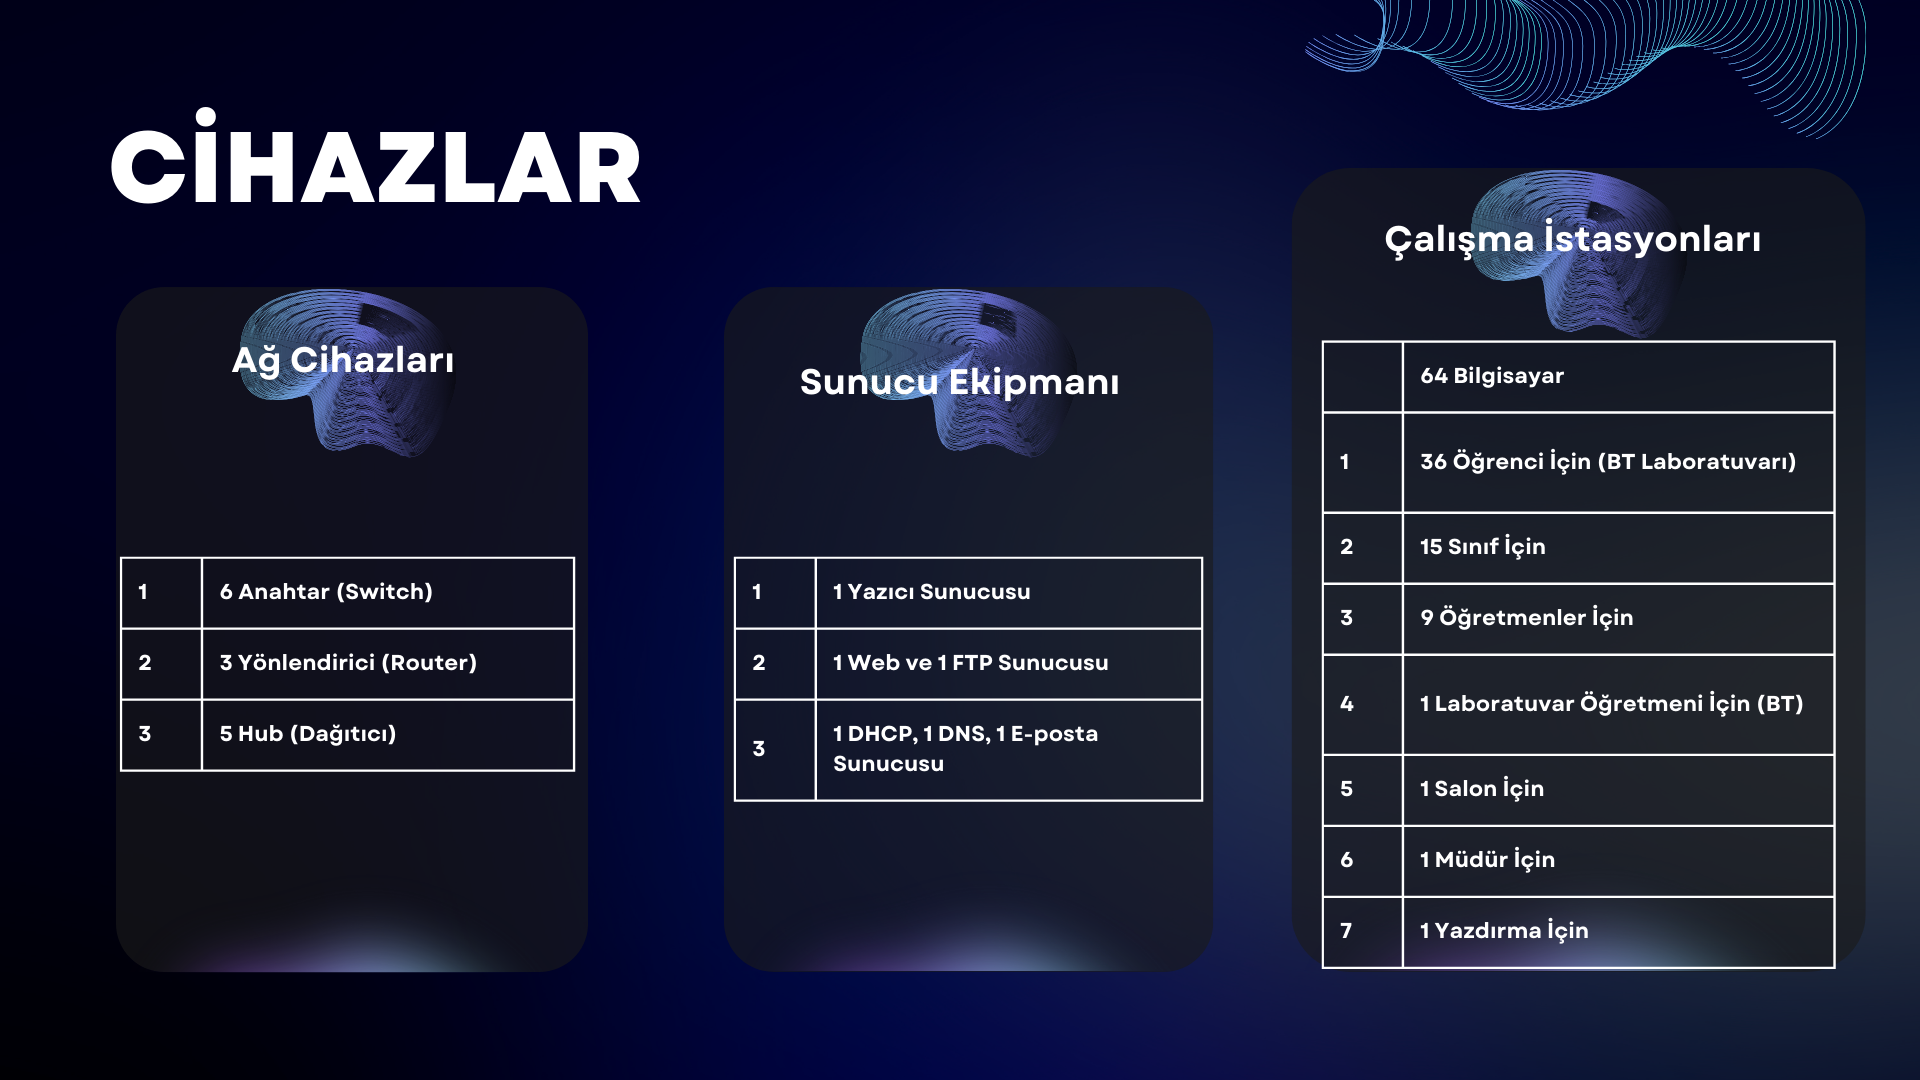 CİHAZLAR
Ağ Cihazları
1 6 Anahtar (Switch)
2 3 Yönlendirici (Router)
3 5 Hub (Dağıtıcı)
Sunucu Ekipmanı
1 1 Yazıcı Sunucusu
2 1 Web ve 1 FTP Sunucusu
3 1 DHCP, 1 DNS, 1 E-posta
Sunucusu
Çalışma İstasyonları
64 Bilgisayar
1 36 Öğrenci İçin (BT Laboratuvarı)
2 15 Sınıf İçin
3 9 Öğretmenler İçin
4 1 Laboratuvar Öğretmeni İçin (BT)
5 1 Salon İçin
6 1 Müdür İçin
7 1 Yazdırma İçin